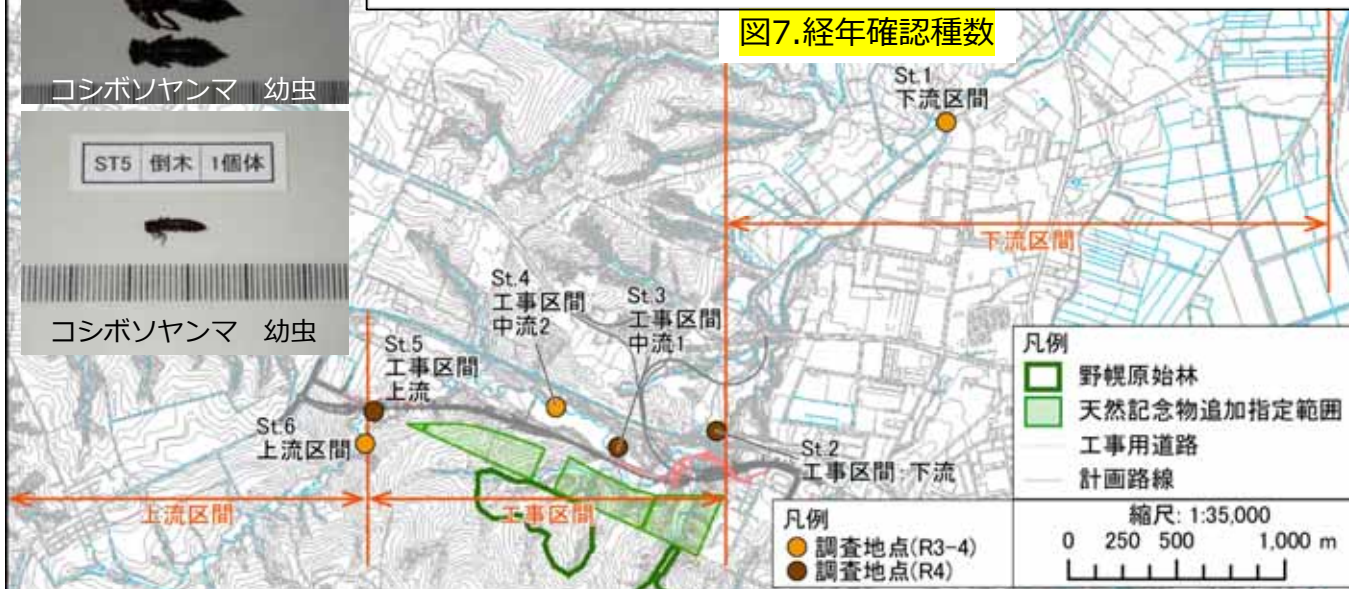 図7.経年確認種数
コシボソヤンマ　幼虫
ST5 倒木 1個体
コシボソヤンマ　幼虫
St.1
下流区間
下流区間
St.4
工事区間
中流2
St.3
工事区間
中流1
St.5
工事区間
上流
St.6
上流区間
St.2
工事区間:下流
上流区間
工事区間
凡例
野幌原始林
天然記念物追加指定範囲
工事用道路
計画路線
凡例
調査地点(R3-4)
調査地点(R4)
縮尺: 1:35,000
0 250 500 1,000 m